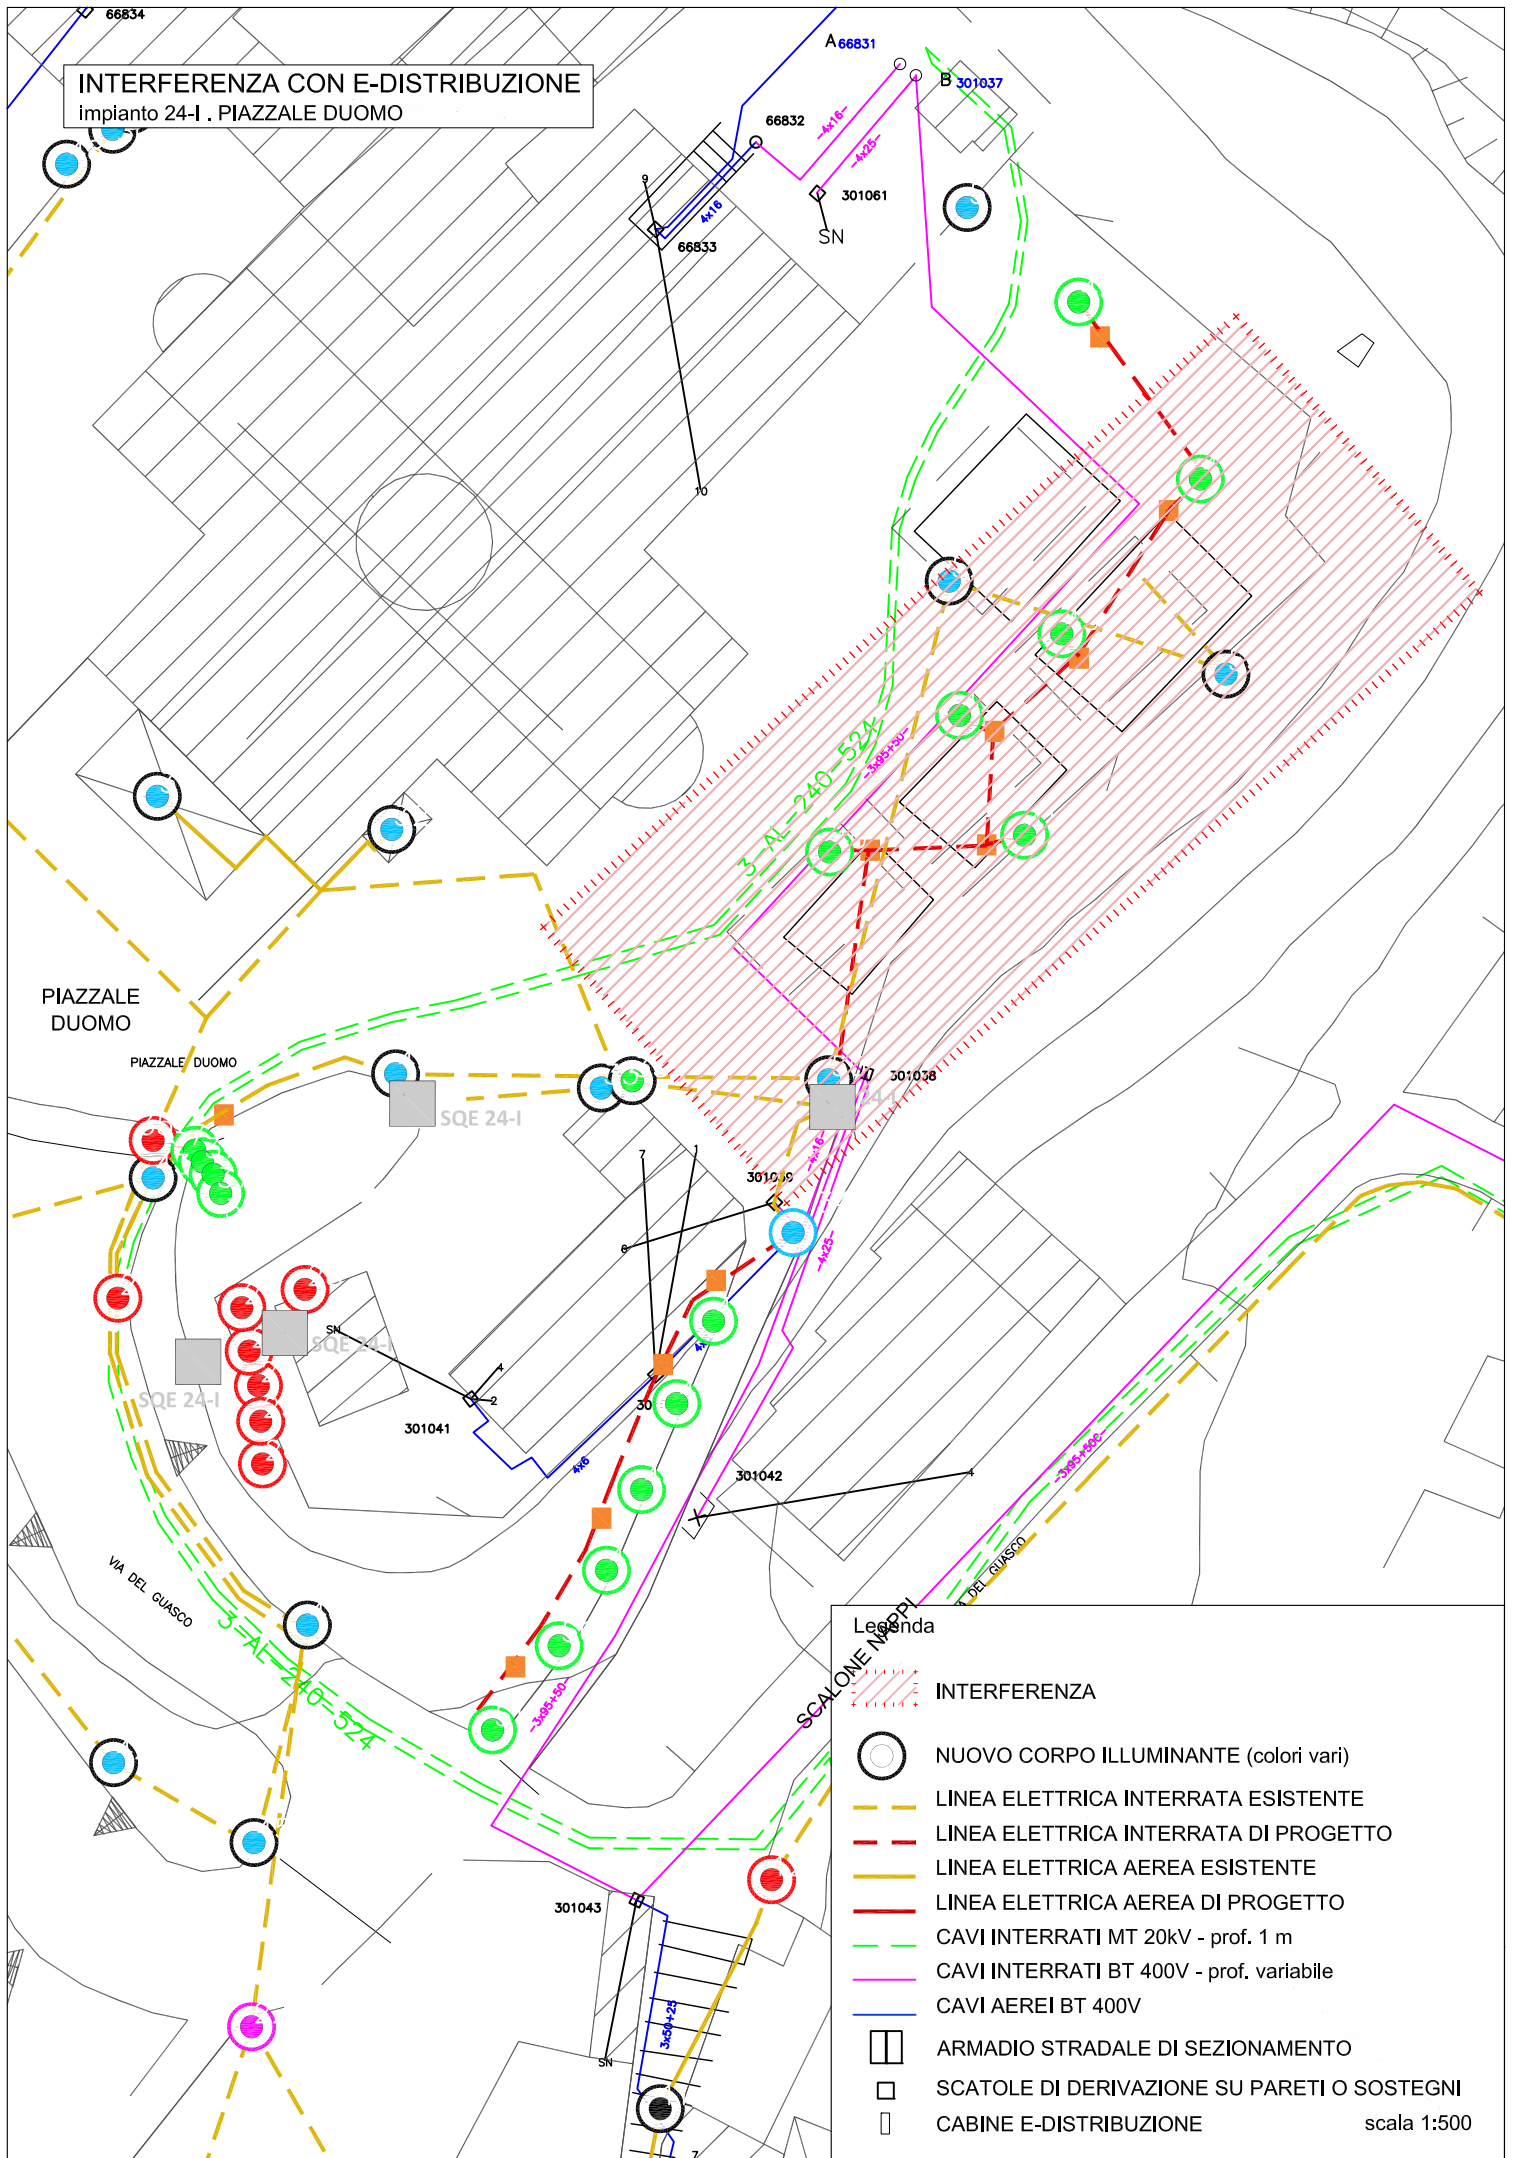 66834
INTERFERENZA CON E-DISTRIBUZIONE
impianto 24-I . PIAZZALE DUOMO
A 66831
B 301037
66832
-4x16-
-4x25-
301061
SN
9
4x16
66833
10
3-AL-240-524
-3x95+50-
PIAZZALE
DUOMO
PIAZZALE DUOMO
301038
SQE 24-I
24-I
7
1
-4x16-
301039
6
-4x25-
SN
SQE 24-I
SQE 24-I
4
2
301041
4x6
301042
4
-3x95+50C-
VIA DEL GUASCO
3-AL-240-524
-3x95+50-
SCALONE NAPPI
DEL GUASCO
301043
3x50+25
SN
7
Legenda
INTERFERENZA
NUOVO CORPO ILLUMINANTE (colori vari)
LINEA ELETTRICA INTERRATA ESISTENTE
LINEA ELETTRICA INTERRATA DI PROGETTO
LINEA ELETTRICA AEREA ESISTENTE
LINEA ELETTRICA AEREA DI PROGETTO
CAVI INTERRATI MT 20kV - prof. 1 m
CAVI INTERRATI BT 400V - prof. variabile
CAVI AEREI BT 400V
ARMADIO STRADALE DI SEZIONAMENTO
SCATOLE DI DERIVAZIONE SU PARETI O SOSTEGNI
CABINE E-DISTRIBUZIONE
scala 1:500